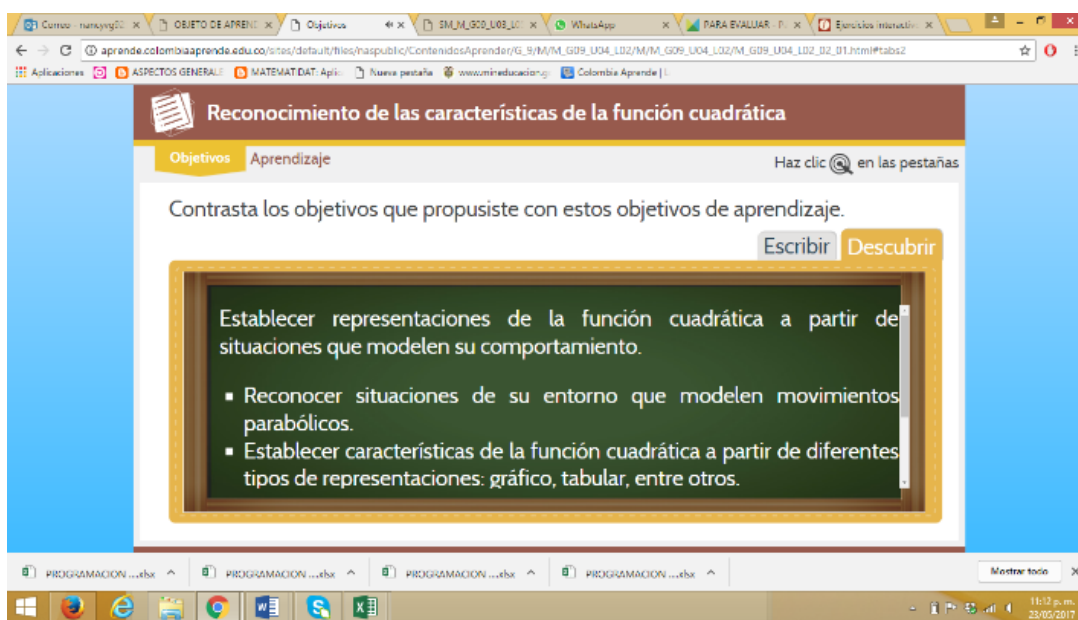 Correo - nancyvg
OBJETO DE APREN
Objetivos
SM_M_G09_U03_L0
WhatsApp
PARA EVALUAR - P
Ejercicios interactivo
aprende.colombiaaprende.edu.co/sites/default/files/naspublic/ContenidosAprender/G_9/M/M_G09_U04_L02/M/M_G09_U04_L02/M_G09_U04_L02_02_01.html#tabs2
Aplicaciones
ASPECTOS GENERALE
MATEMATIDAT: Aplic
Nueva pestaña
www.mineducacion.g
Colombia Aprende | L
Reconocimiento de las características de la función cuadrática
Objetivos Aprendizaje
Haz clic en las pestañas
Contrasta los objetivos que propusiste con estos objetivos de aprendizaje.
Escribir Descubrir
Establecer representaciones de la función cuadrática a partir de
situaciones que modelen su comportamiento.
▪ Reconocer situaciones de su entorno que modelen movimientos
parabólicos.
▪ Establecer características de la función cuadrática a partir de diferentes
tipos de representaciones: gráfico, tabular, entre otros.
PROGRAMACION ....xlsx
PROGRAMACION ....xlsx
PROGRAMACION ....xlsx
PROGRAMACION ....xlsx
Mostrar todo
11:12 p. m.
23/05/2017